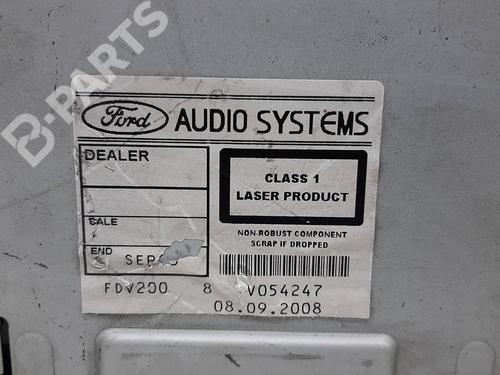 B-PARTS
Ford AUDIO SYSTEMS
DEALER
CLASS 1
LASER PRODUCT
SALE
NON-ROBUST COMPONENT
SCRAP IF DROPPED
END
FDV200 8 V054247
08.09.2008